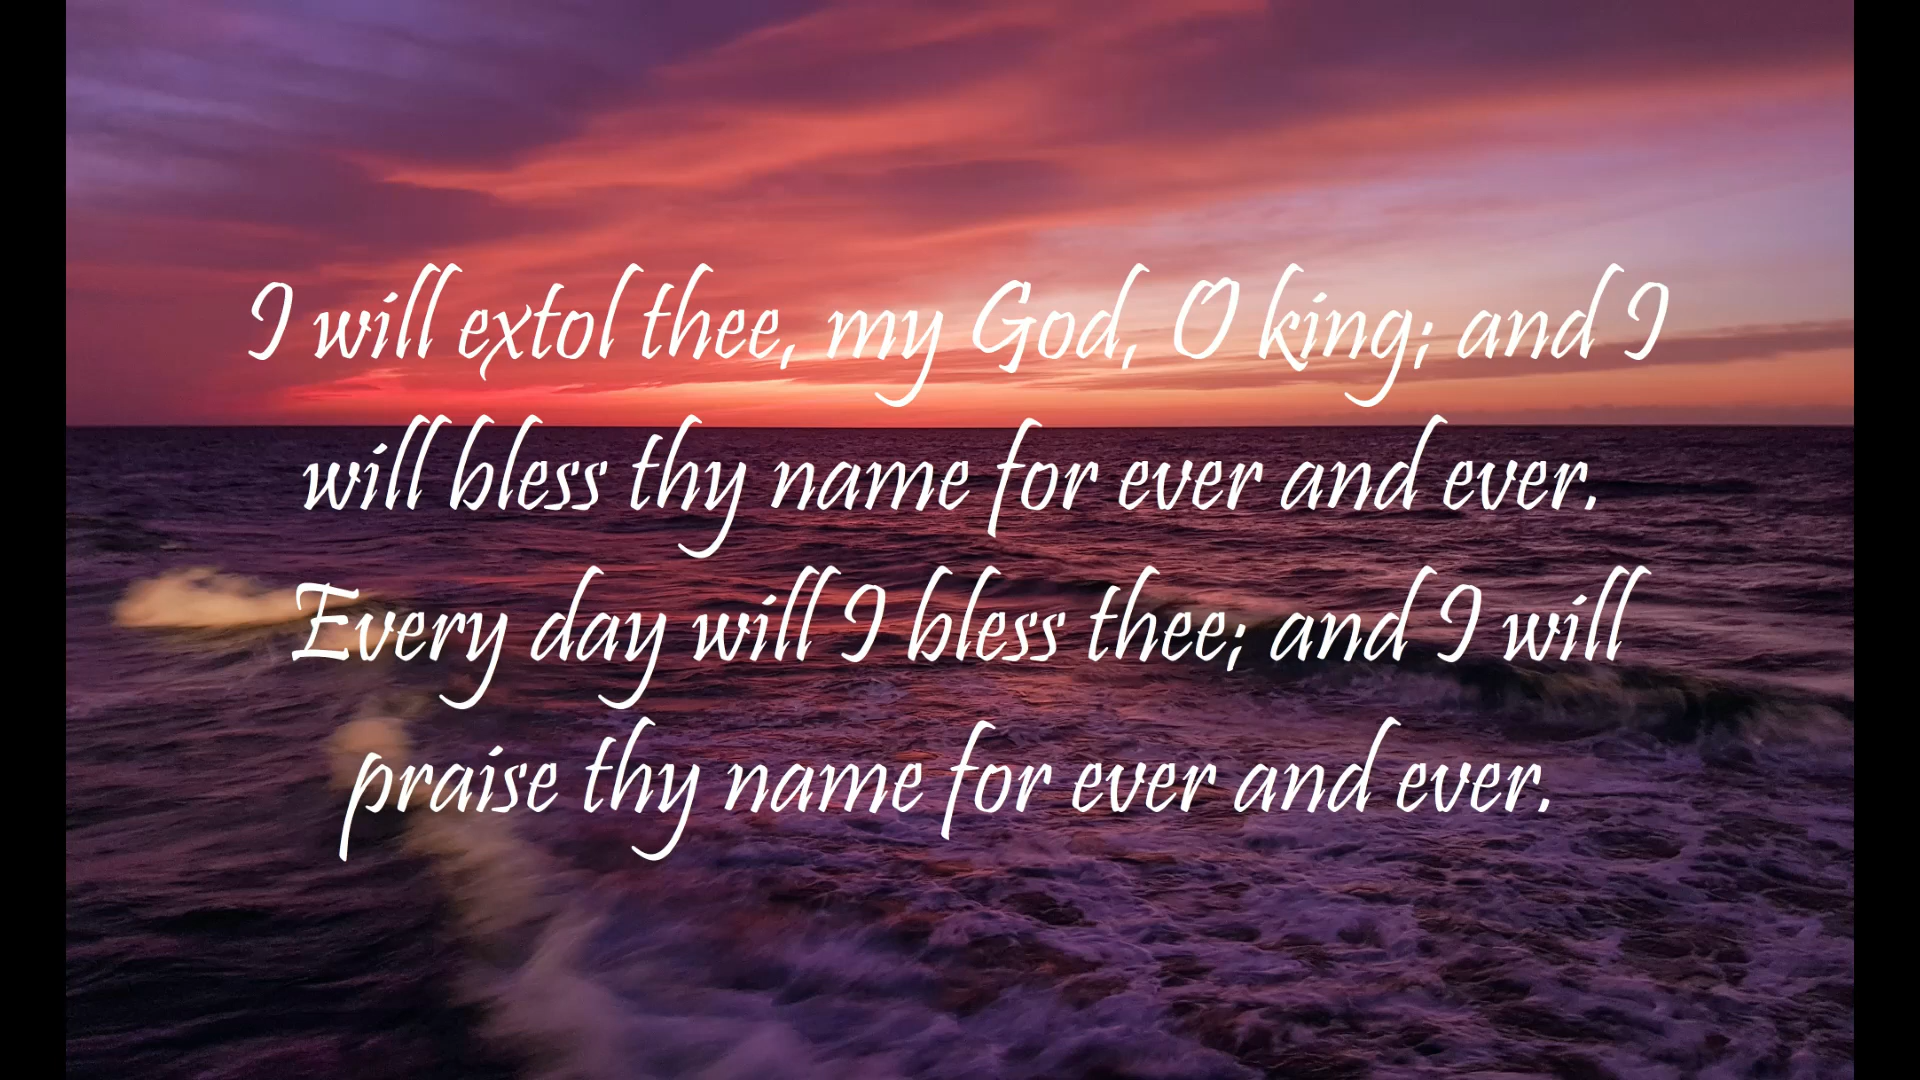 I will extol thee, my God, O king; and I
will bless thy name for ever and ever.
Every day will I bless thee; and I will
praise thy name for ever and ever.